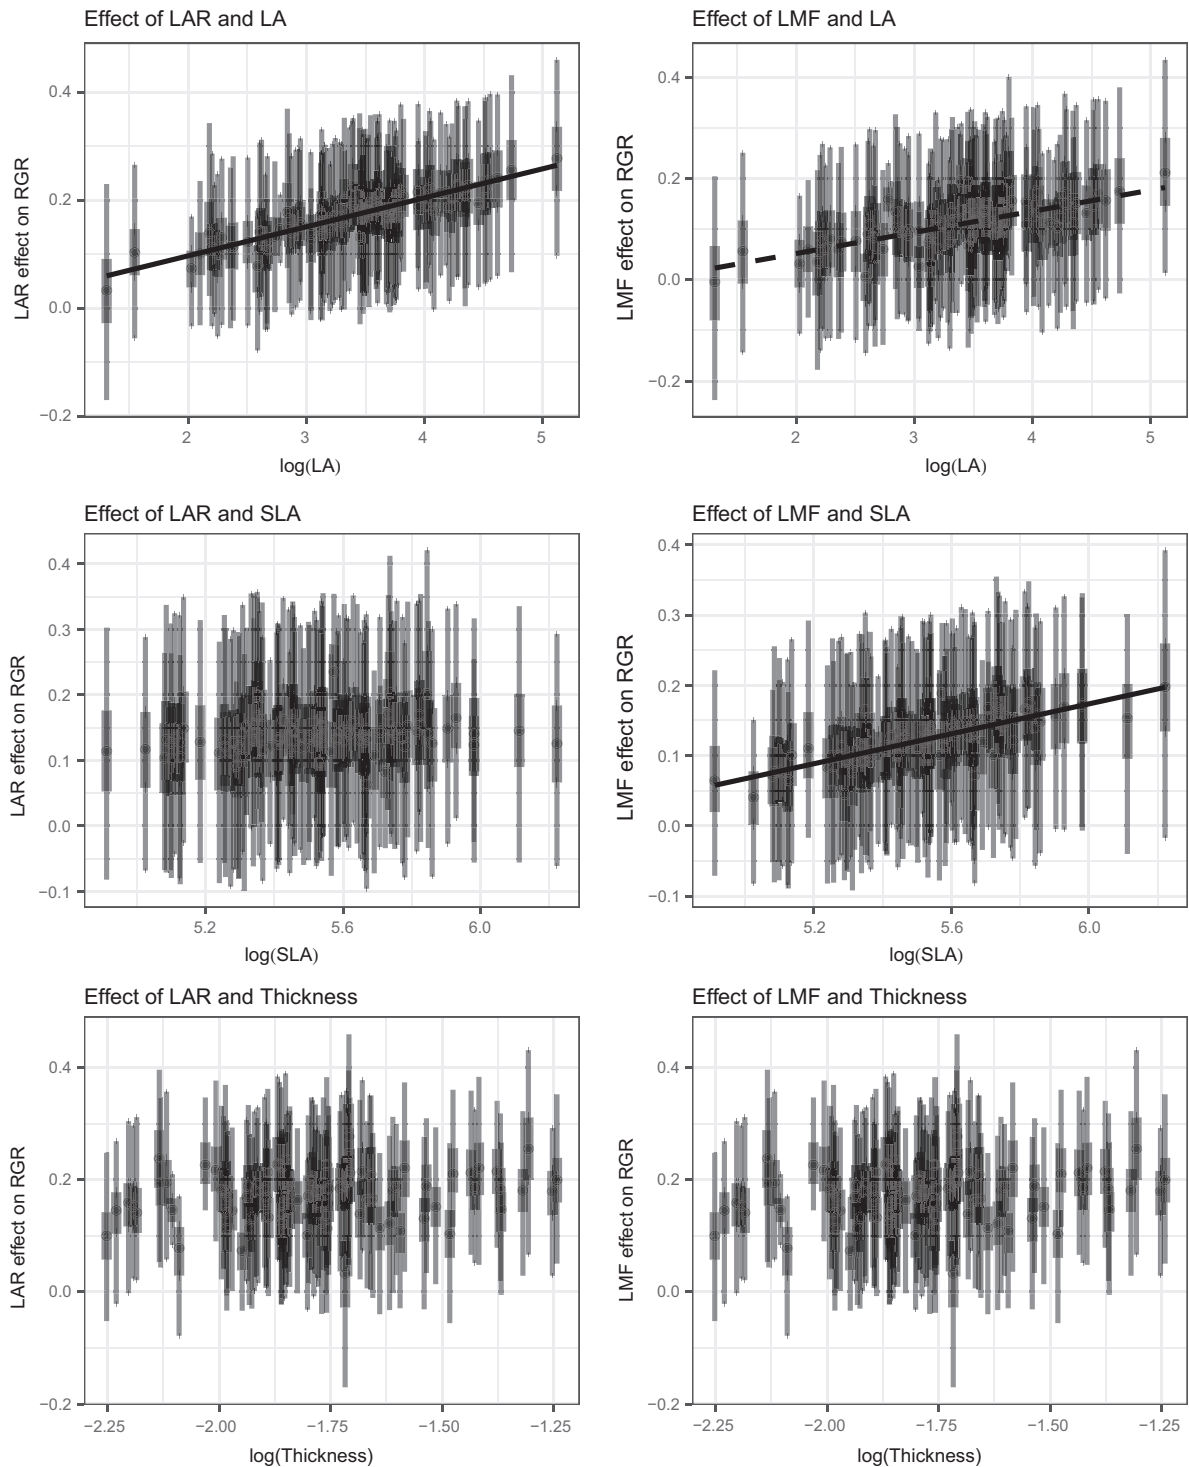 Effect of LAR and LA
Effect of LMF and LA
LAR effect on RGR
0.4
0.2
0.0
−0.2
2
3
4
5
log(LA)
LMF effect on RGR
0.4
0.2
0.0
−0.2
2
3
4
5
log(LA)
Effect of LAR and SLA
Effect of LMF and SLA
LAR effect on RGR
0.4
0.3
0.2
0.1
0.0
−0.1
5.2
5.6
6.0
log(SLA)
LMF effect on RGR
0.4
0.3
0.2
0.1
0.0
−0.1
5.2
5.6
6.0
log(SLA)
Effect of LAR and Thickness
Effect of LMF and Thickness
LAR effect on RGR
0.4
0.2
0.0
−0.2
−2.25
−2.00
−1.75
−1.50
−1.25
log(Thickness)
LMF effect on RGR
0.4
0.2
0.0
−0.2
−2.25
−2.00
−1.75
−1.50
−1.25
log(Thickness)